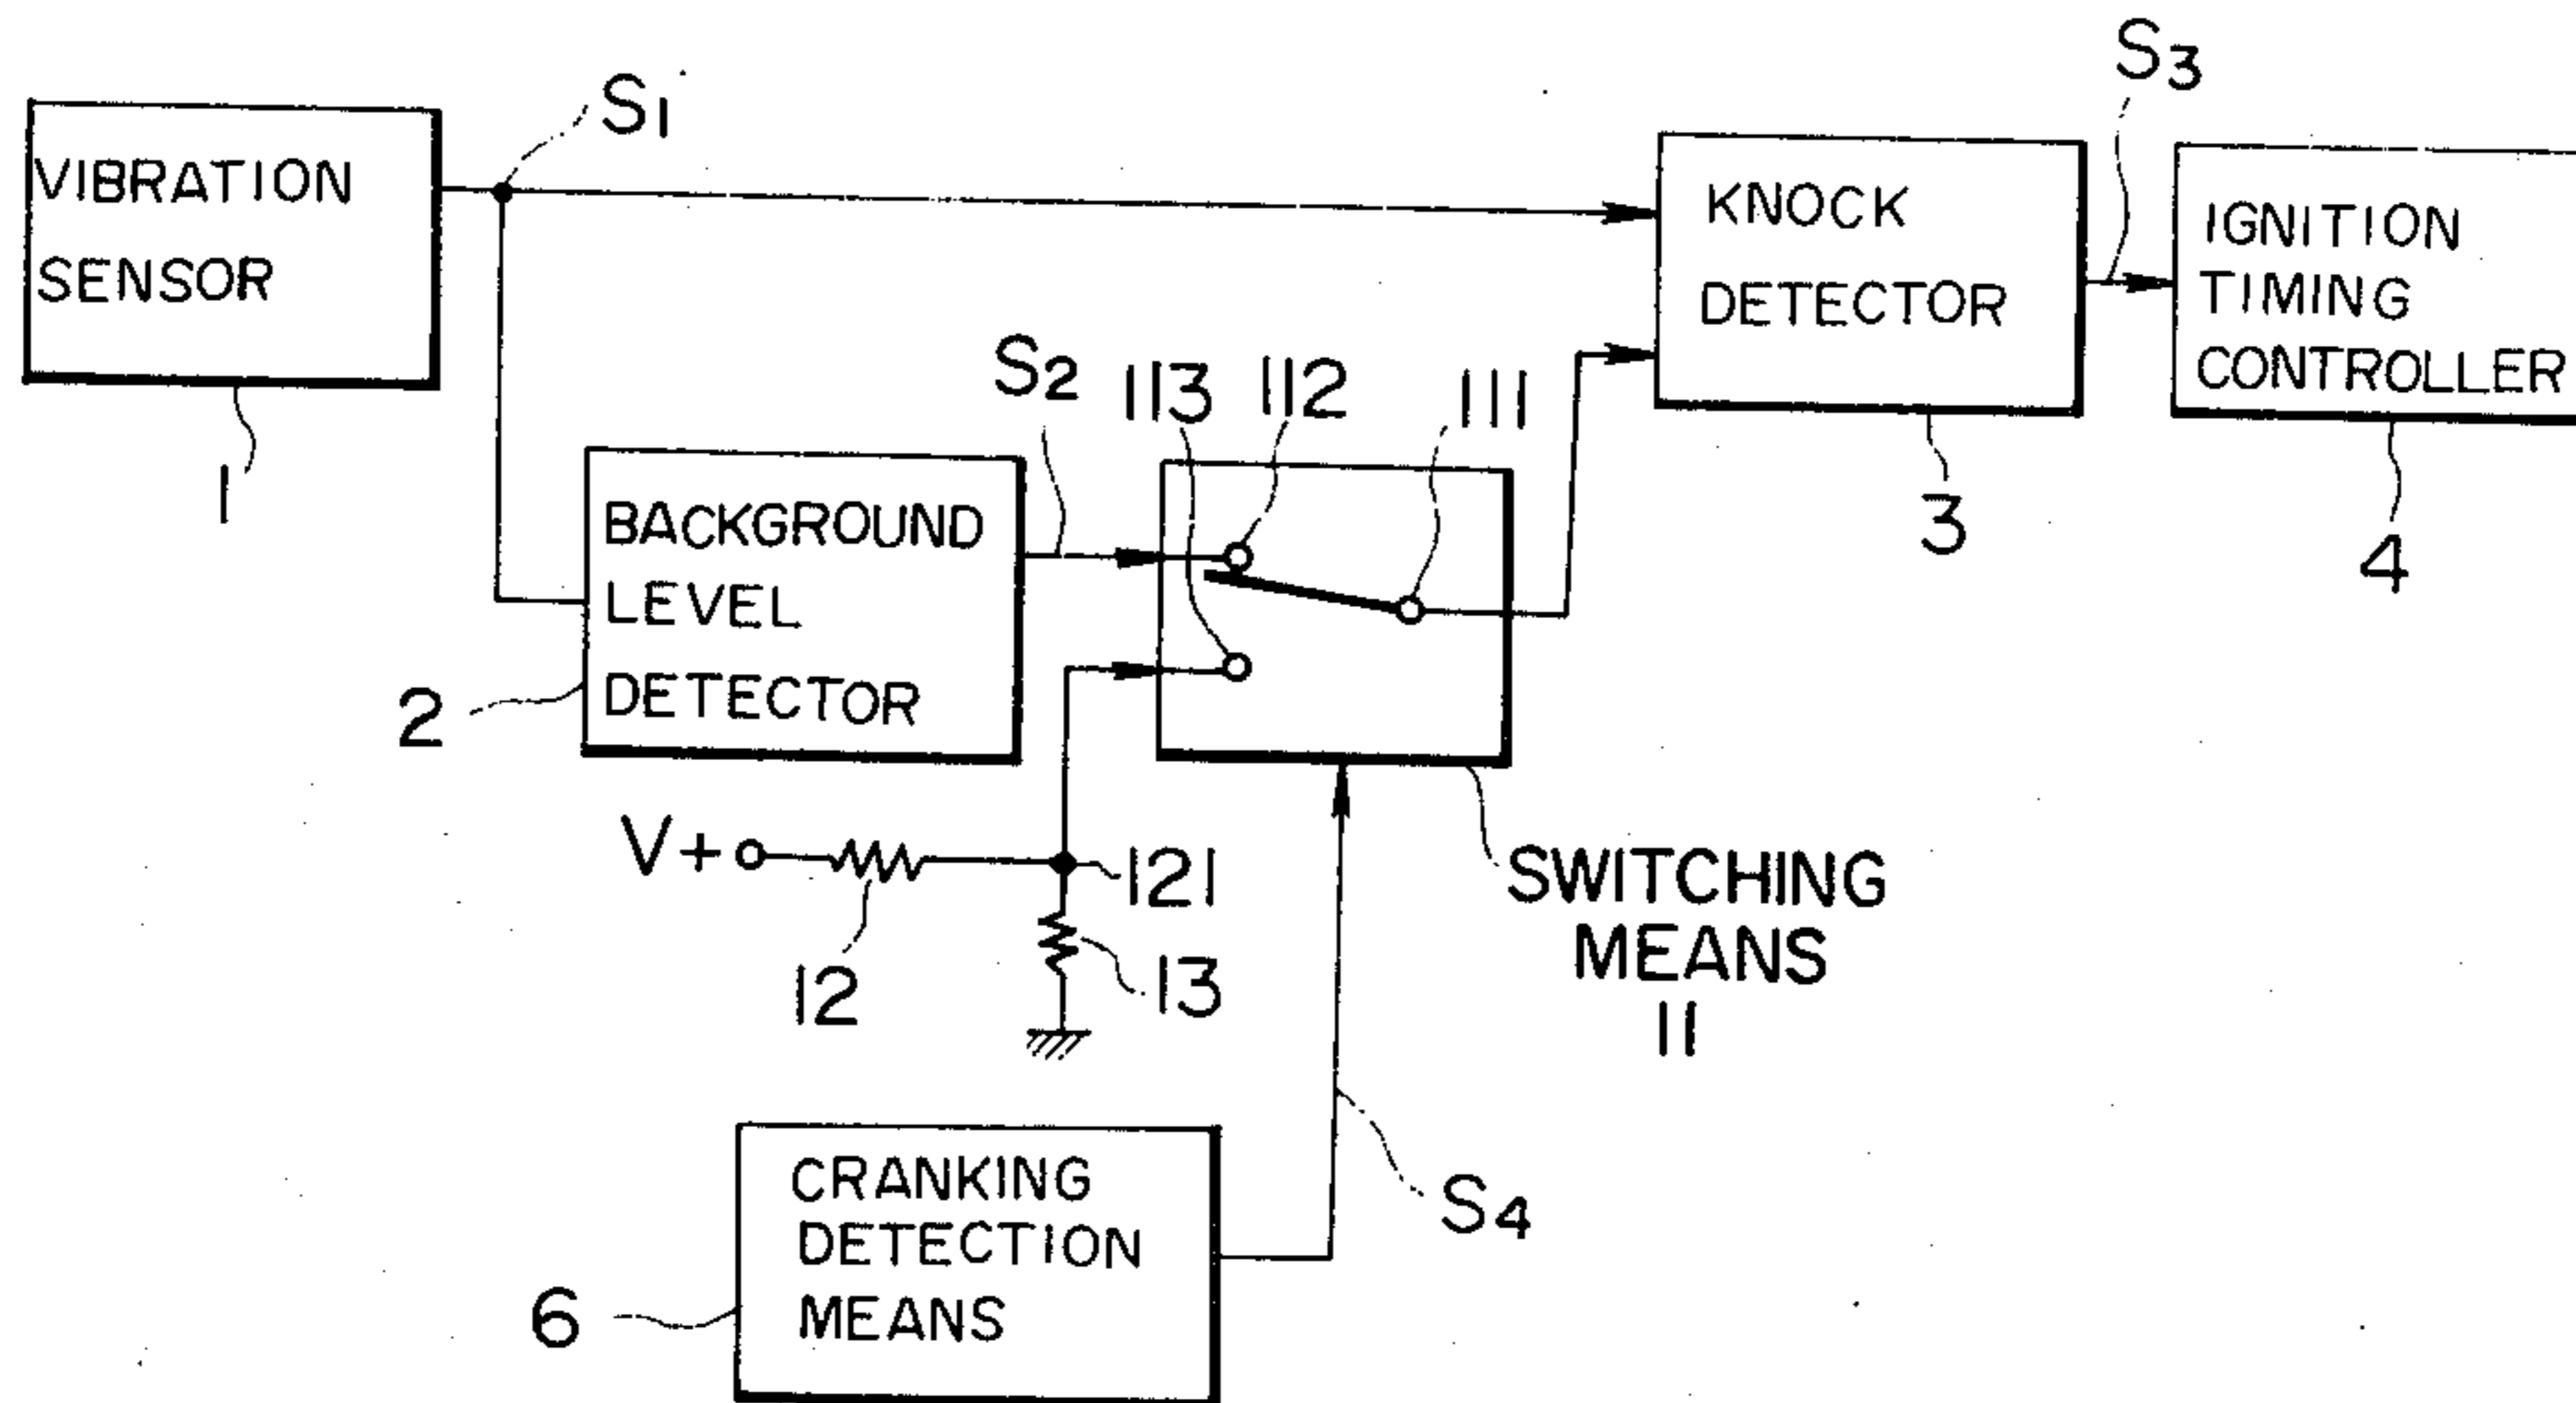 S1
S3
VIBRATION
SENSOR
KNOCK
DETECTOR
IGNITION
TIMING
CONTROLLER
1
S2
113
112
111
3
4
BACKGROUND
LEVEL
DETECTOR
2
V+
121
12
13
SWITCHING
MEANS
11
CRANKING
DETECTION
MEANS
S4
6